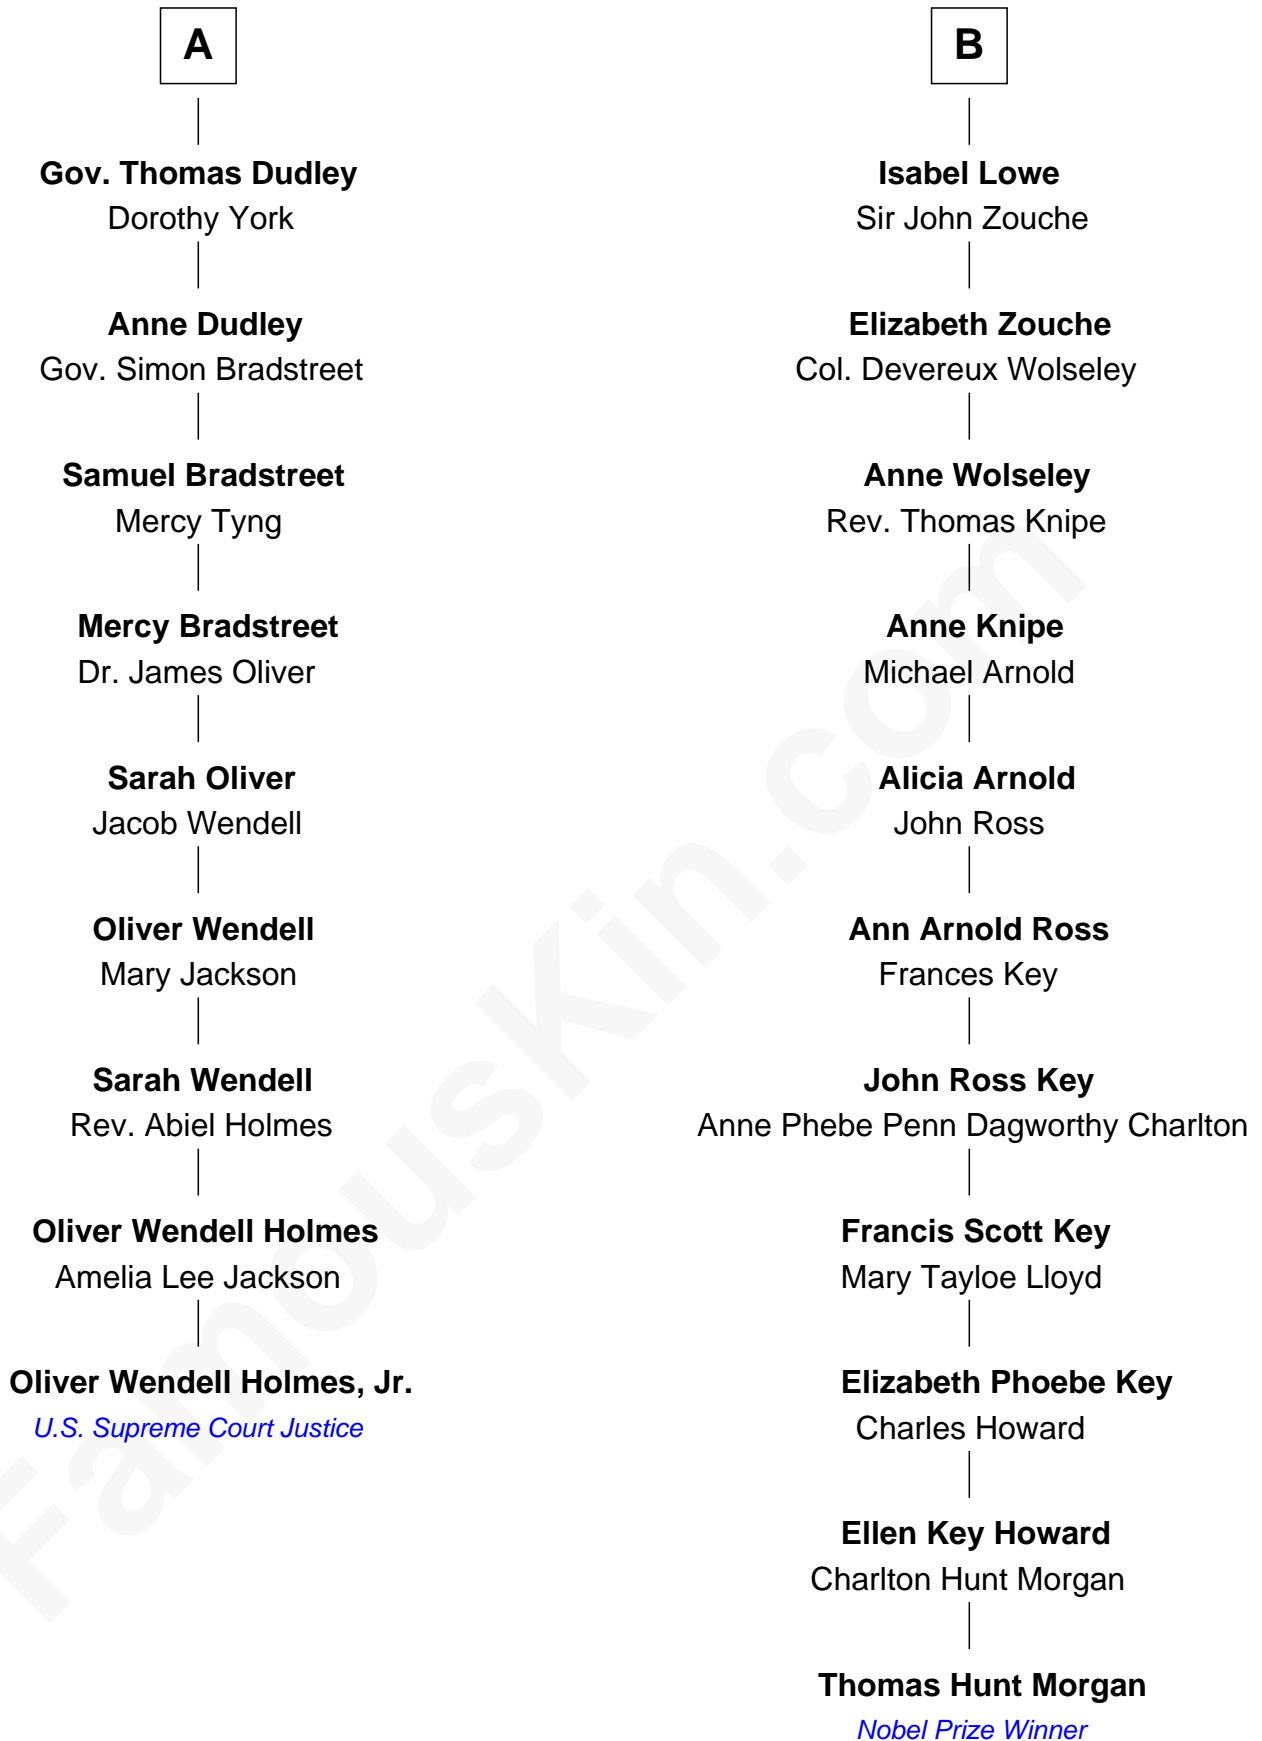 A
Gov. Thomas Dudley
Dorothy York
Anne Dudley
Gov. Simon Bradstreet
Samuel Bradstreet
Mercy Tyng
Mercy Bradstreet
Dr. James Oliver
Sarah Oliver
Jacob Wendell
Oliver Wendell
Mary Jackson
Sarah Wendell
Rev. Abiel Holmes
Oliver Wendell Holmes
Amelia Lee Jackson
Oliver Wendell Holmes, Jr.
U.S. Supreme Court Justice
B
Isabel Lowe
Sir John Zouche
Elizabeth Zouche
Col. Devereux Wolseley
Anne Wolseley
Rev. Thomas Knipe
Anne Knipe
Michael Arnold
Alicia Arnold
John Ross
Ann Arnold Ross
Frances Key
John Ross Key
Anne Phebe Penn Dagworthy Charlton
Francis Scott Key
Mary Tayloe Lloyd
Elizabeth Phoebe Key
Charles Howard
Ellen Key Howard
Charlton Hunt Morgan
Thomas Hunt Morgan
Nobel Prize Winner
FamousKin.com